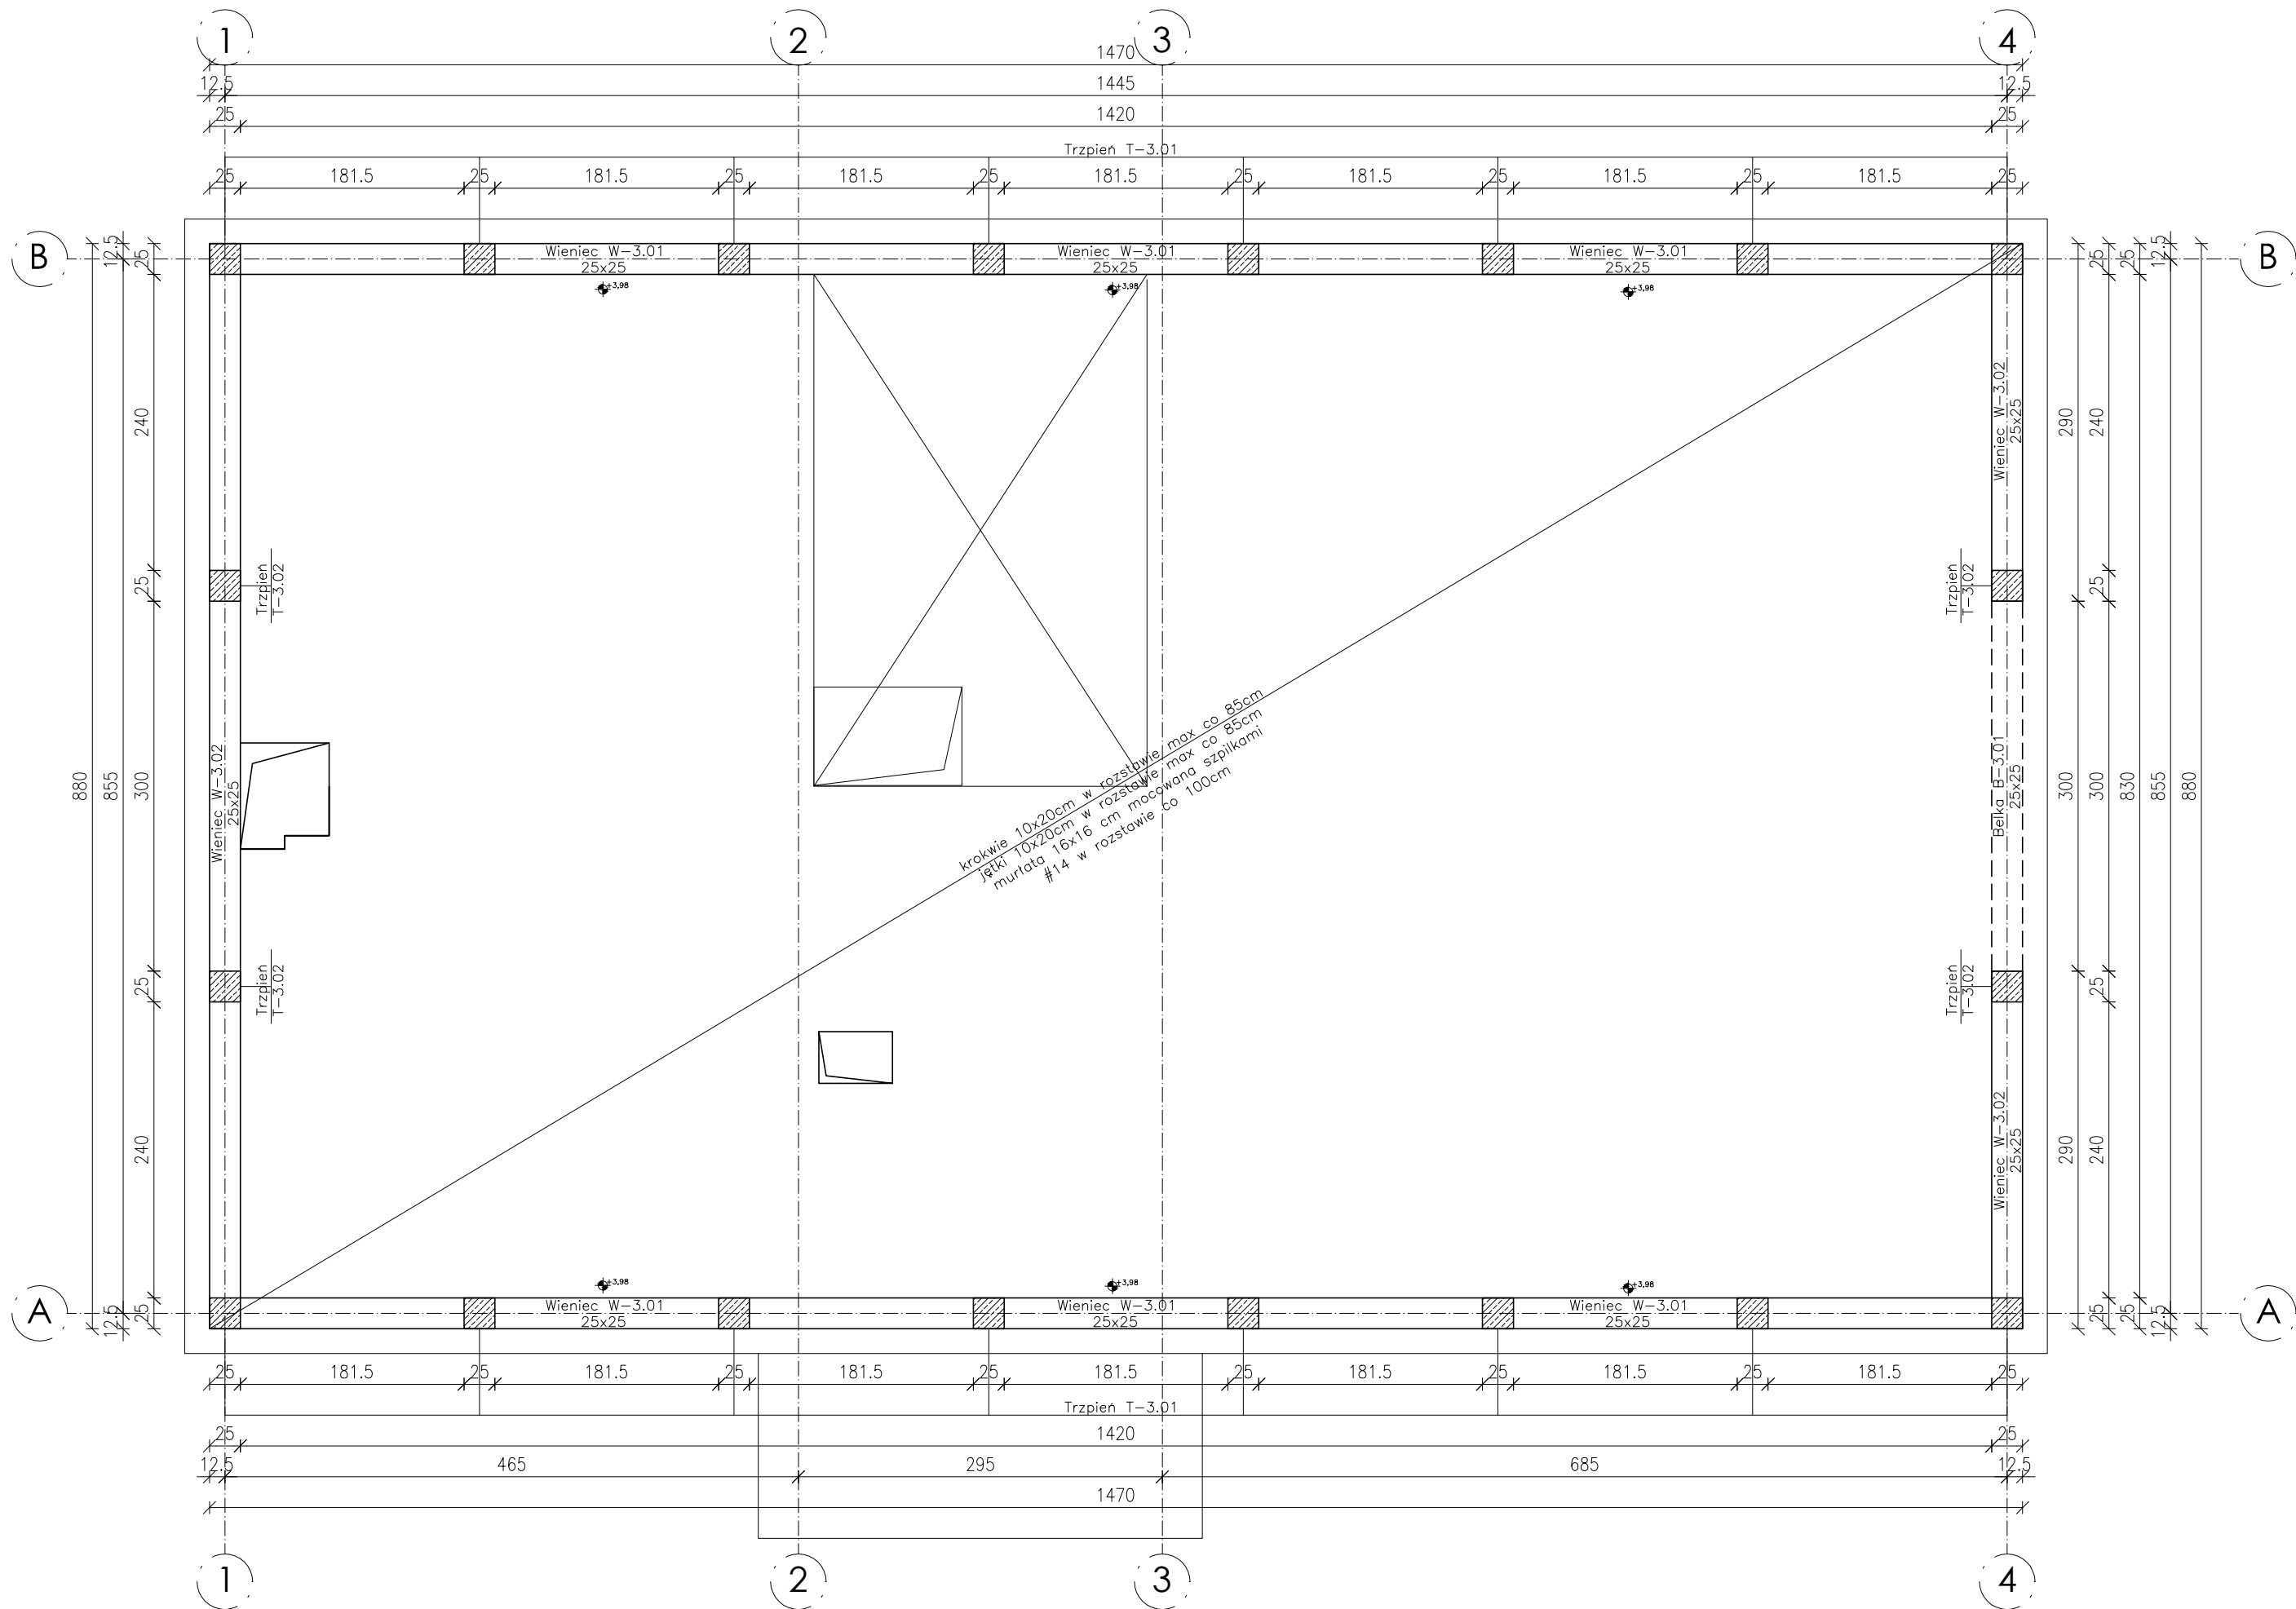 1 2 3 4
1470
12.5 1445 12.5
25 1420 25
Trzpień T-3.01
25 181.5 25 181.5 25 181.5 25 181.5 25 181.5 25 181.5 25 181.5 25
B B
Wieniec W-3.01
25x25
Wieniec W-3.01
25x25
Wieniec W-3.01
25x25
+3,98 +3,98 +3,98
12.5
855
880
25
240
25
300
25
240
25
12.5
Trzpień
T-3.02
Wieniec W-3.02
25x25
Trzpień
T-3.02
krokwie 10x20cm w rozstawie max co 85cm
jętki 10x20cm w rozstawie max co 85cm
murłata 16x16 cm mocowana szpilkami
#14 w rozstawie co 100cm
Wieniec W-3.02
25x25
Trzpień
T-3.02
Belka B-3.01
25x25
Trzpień
T-3.02
Wieniec W-3.02
25x25
290
300
290
25
240
25
300
25
240
25
25
830
25
12.5
855
12.5
880
+3,98 +3,98 +3,98
A A
Wieniec W-3.01
25x25
Wieniec W-3.01
25x25
Wieniec W-3.01
25x25
25 181.5 25 181.5 25 181.5 25 181.5 25 181.5 25 181.5 25 181.5 25
Trzpień T-3.01
25 1420 25
12.5 465 295 685 12.5
1470
1 2 3 4